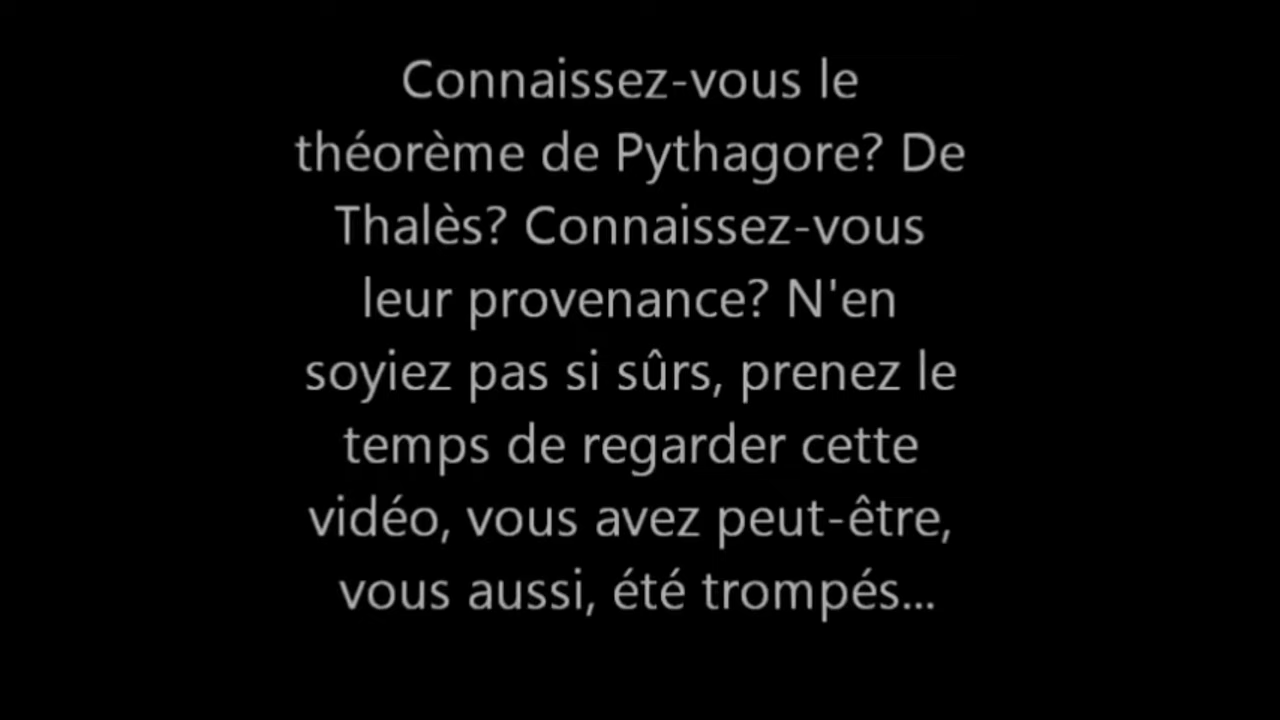 Connaissez-vous le
théorème de Pythagore? De
Thalès? Connaissez-vous
leur provenance? N'en
soyiez pas si sûrs, prenez le
temps de regarder cette
vidéo, vous avez peut-être,
vous aussi, été trompés...